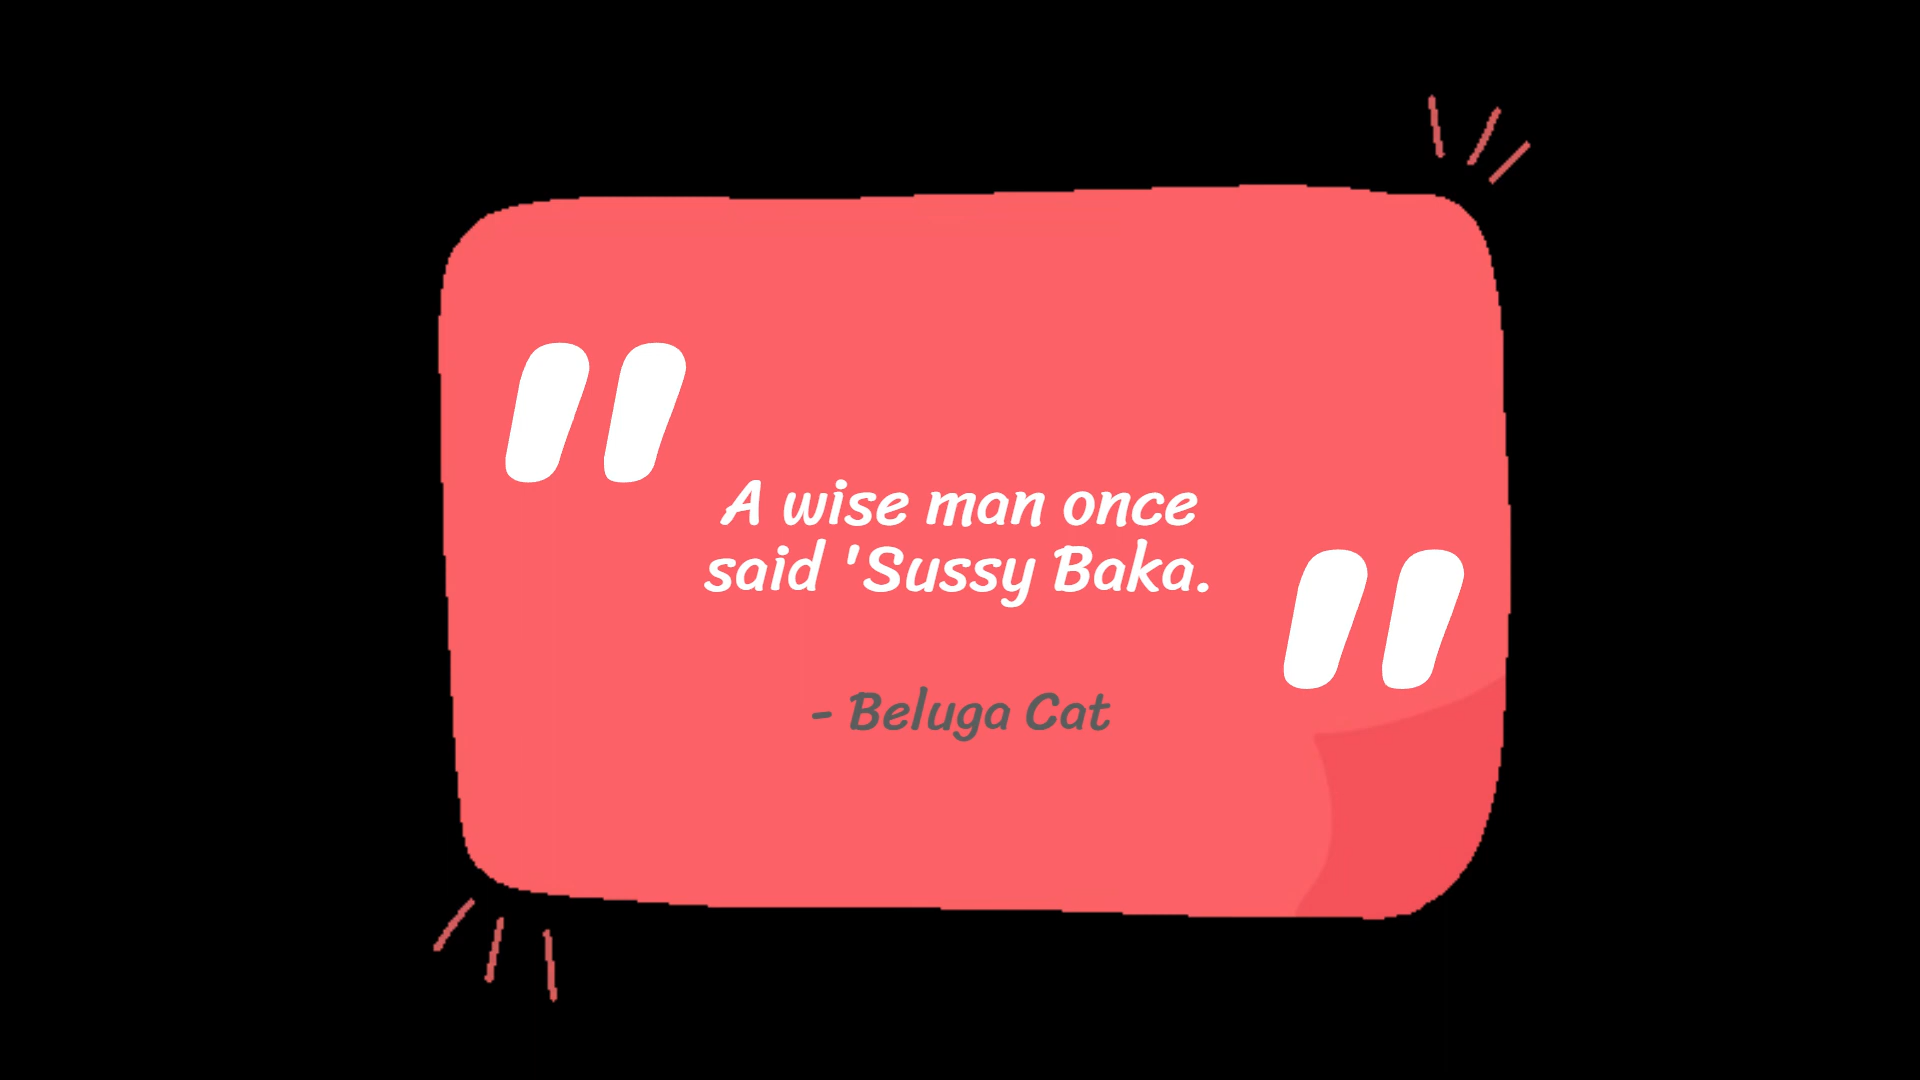 "
A wise man once
said 'Sussy Baka.
"
- Beluga Cat